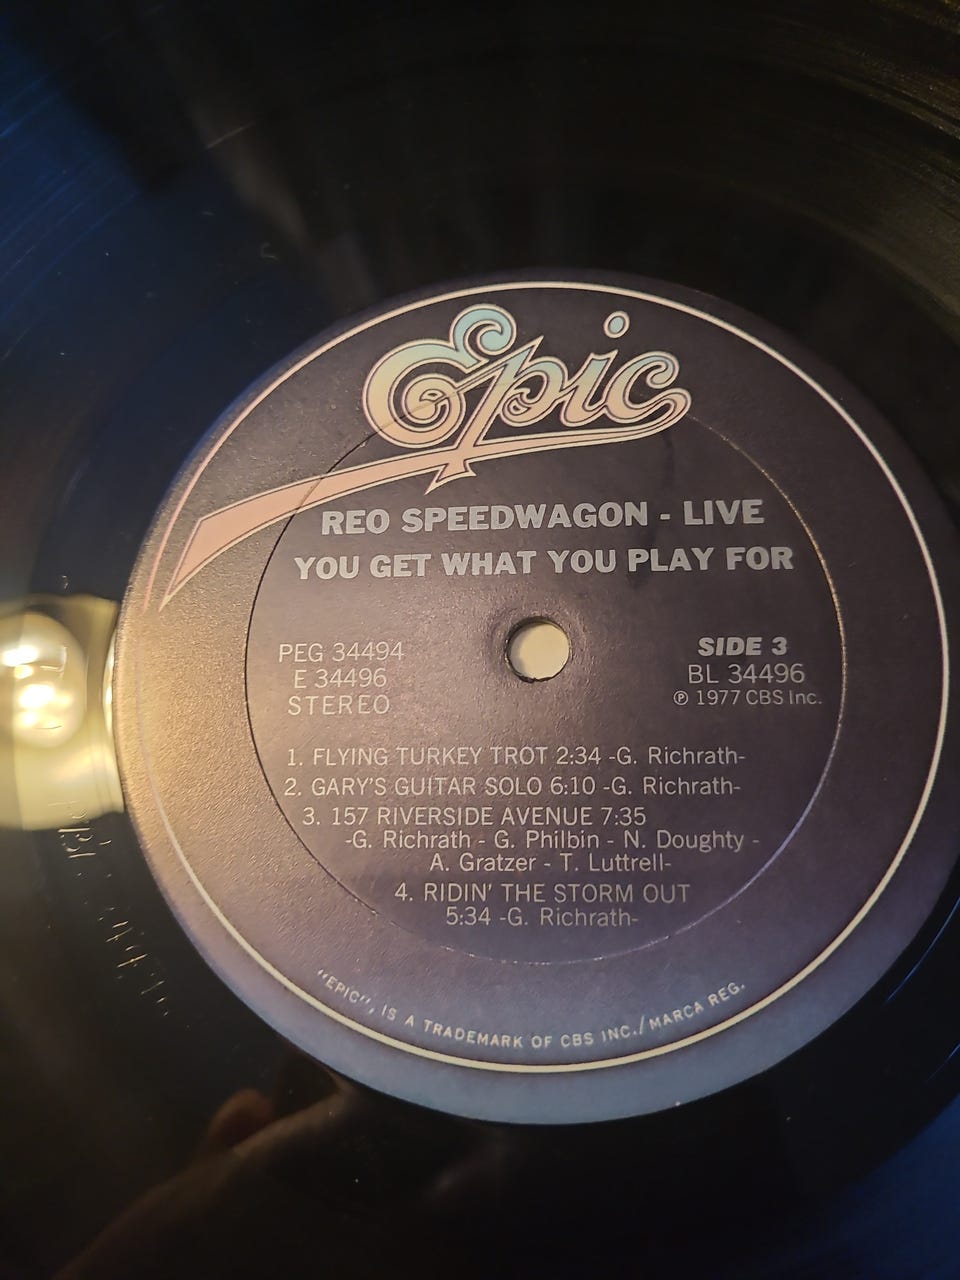 Epic
REO SPEEDWAGON - LIVE
YOU GET WHAT YOU PLAY FOR
PEG 34494
E 34496
STEREO
SIDE 3
BL 34496
℗ 1977 CBS Inc.
1. FLYING TURKEY TROT 2:34 -G. Richrath-
2. GARY'S GUITAR SOLO 6:10 -G. Richrath-
3. 157 RIVERSIDE AVENUE 7:35
-G. Richrath - G. Philbin - N. Doughty -
A. Gratzer - T. Luttrell-
4. RIDIN' THE STORM OUT
5:34 -G. Richrath-
"EPIC", IS A TRADEMARK OF CBS INC./MARCA REG.